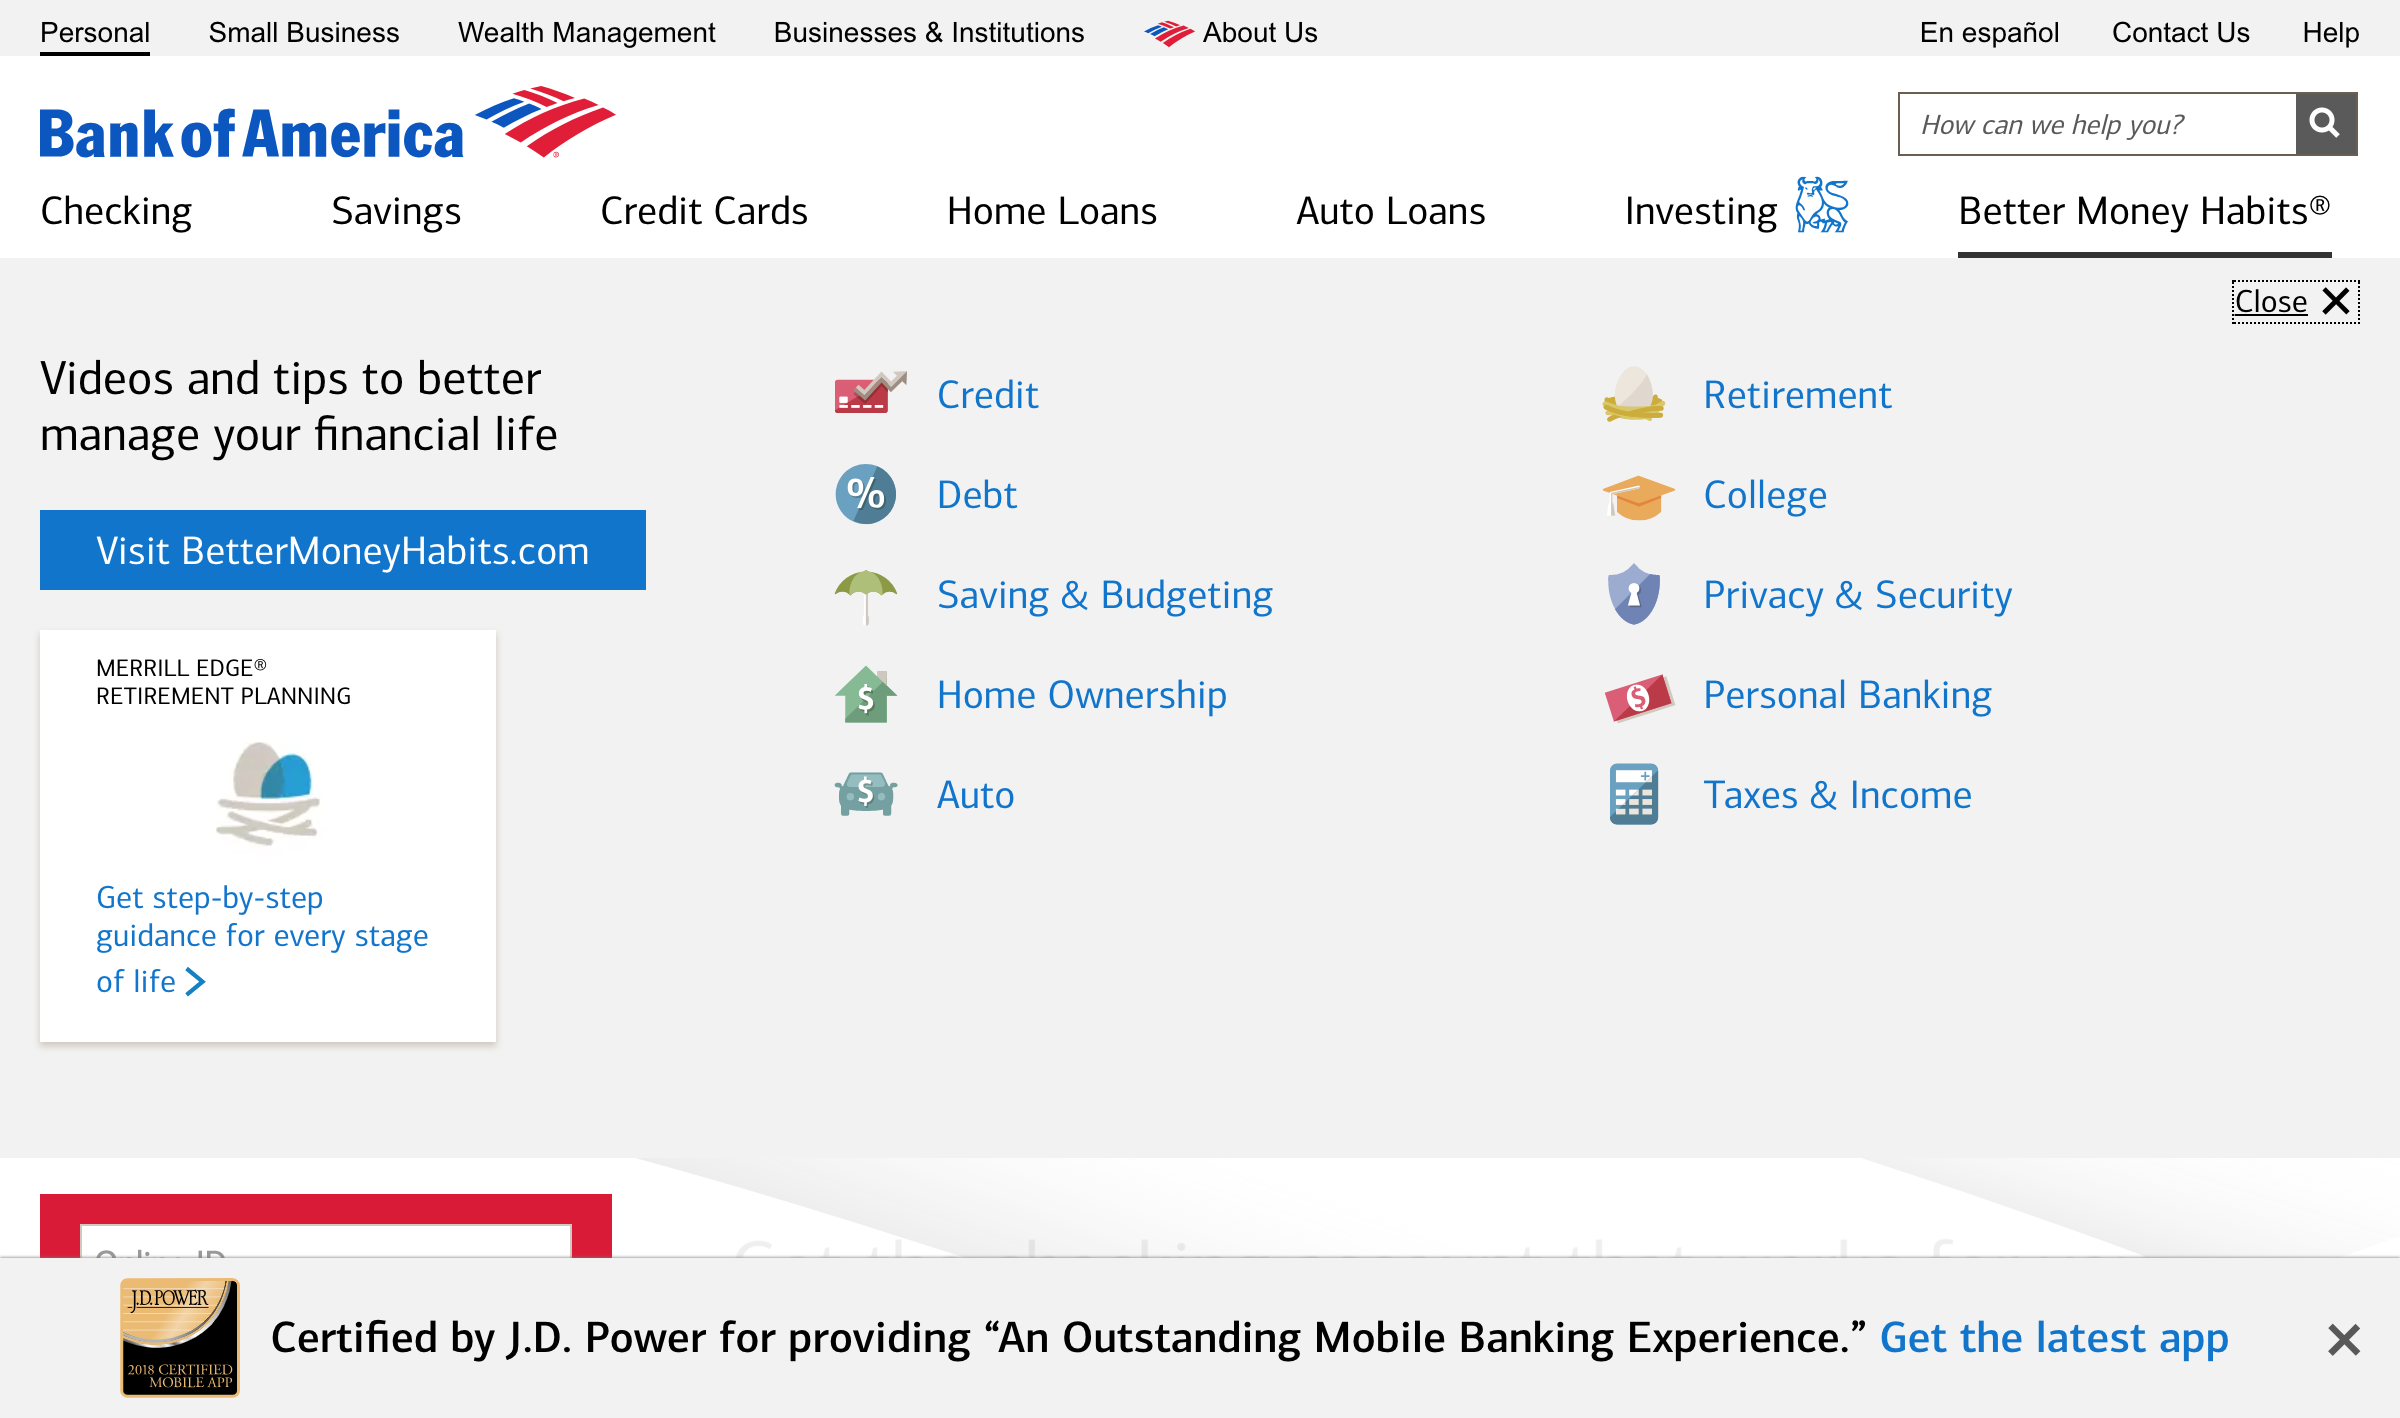 Personal
Small Business
Wealth Management
Businesses & Institutions
About Us
En español
Contact Us
Help
Bank of America
How can we help you?
Checking
Savings
Credit Cards
Home Loans
Auto Loans
Investing
Better Money Habits®
Close
Videos and tips to better
manage your financial life
Visit BetterMoneyHabits.com
MERRILL EDGE®
RETIREMENT PLANNING
Get step-by-step
guidance for every stage
of life
Credit
Debt
Saving & Budgeting
Home Ownership
Auto
Retirement
College
Privacy & Security
Personal Banking
Taxes & Income
Online ID
J.D.POWER
2018 CERTIFIED
MOBILE APP
Certified by J.D. Power for providing “An Outstanding Mobile Banking Experience.” Get the latest app